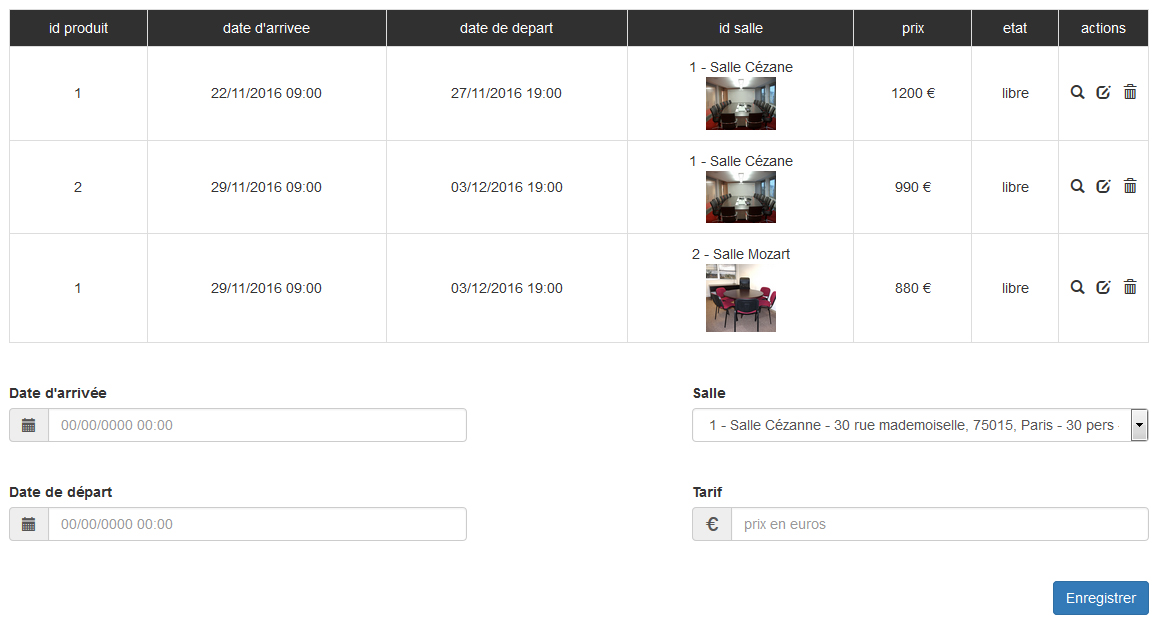 id produit date d'arrivee date de depart id salle prix etat actions
1 - Salle Cézane
1 22/11/2016 09:00 27/11/2016 19:00 1200 € libre
1 - Salle Cézane
2 29/11/2016 09:00 03/12/2016 19:00 990 € libre
2 - Salle Mozart
1 29/11/2016 09:00 03/12/2016 19:00 880 € libre
Date d'arrivée Salle
00/00/0000 00:00 1 - Salle Cézanne - 30 rue mademoiselle, 75015, Paris - 30 pers
Date de départ Tarif
00/00/0000 00:00 € prix en euros
Enregistrer